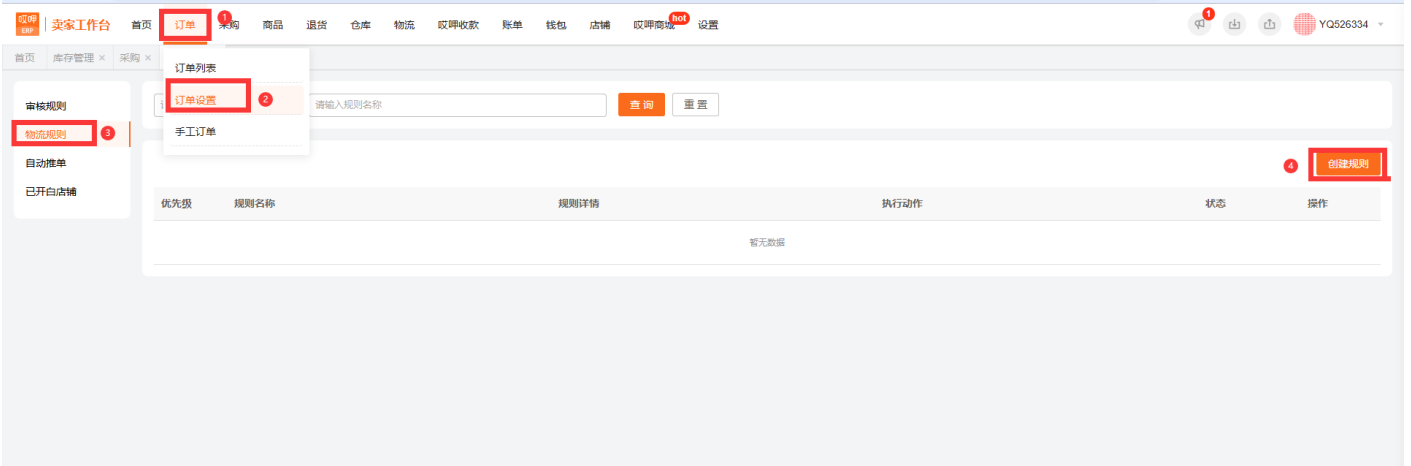 哎呷 ERP 卖家工作台 首页 订单 1 采购 商品 退货 仓库 物流 哎呷收款 账单 钱包 店铺 哎呷商城 hot 设置 1 YQ526334
首页 库存管理 × 采购 ×
订单列表
订单设置 2
手工订单
审核规则
物流规则 3
自动推单
已开白店铺
请输入规则名称 查询 重置
4 创建规则
优先级 规则名称 规则详情 执行动作 状态 操作
暂无数据